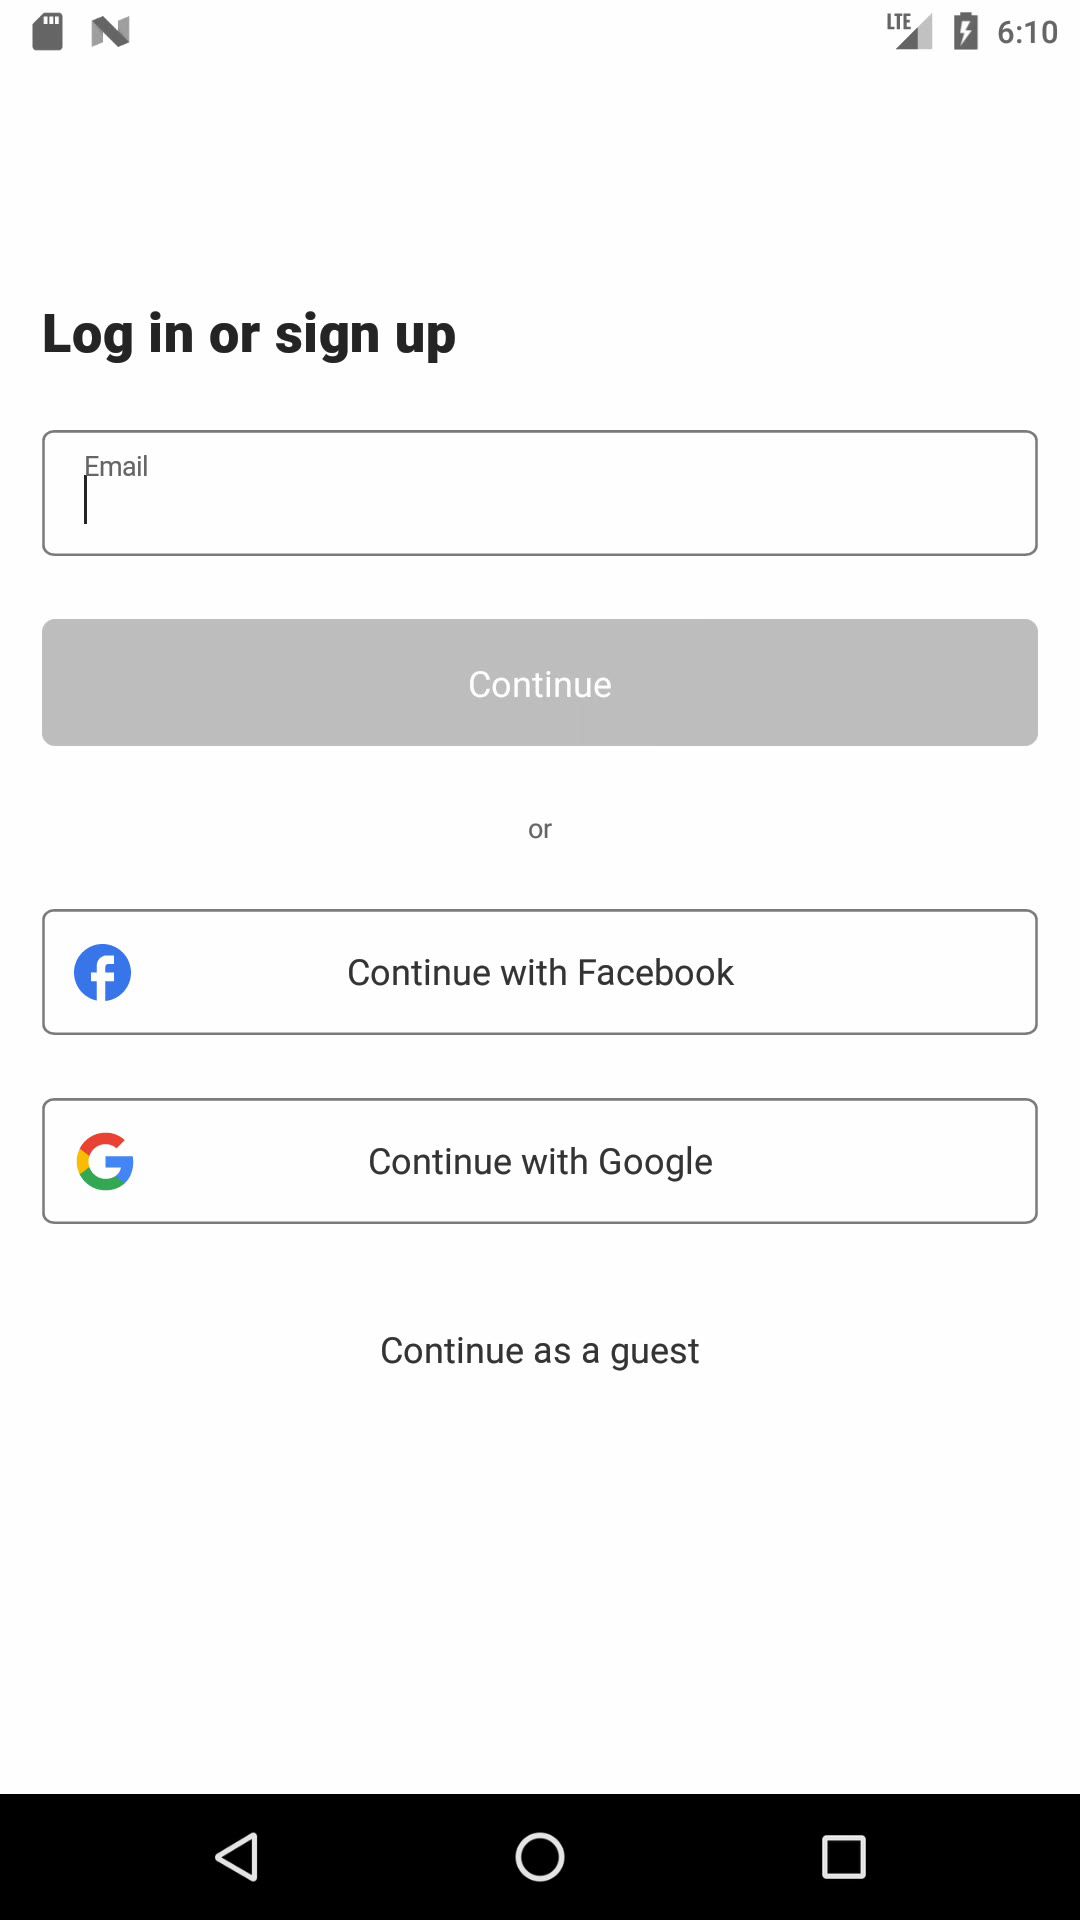 LTE 6:10
Log in or sign up
Email
Continue
or
Continue with Facebook
Continue with Google
Continue as a guest